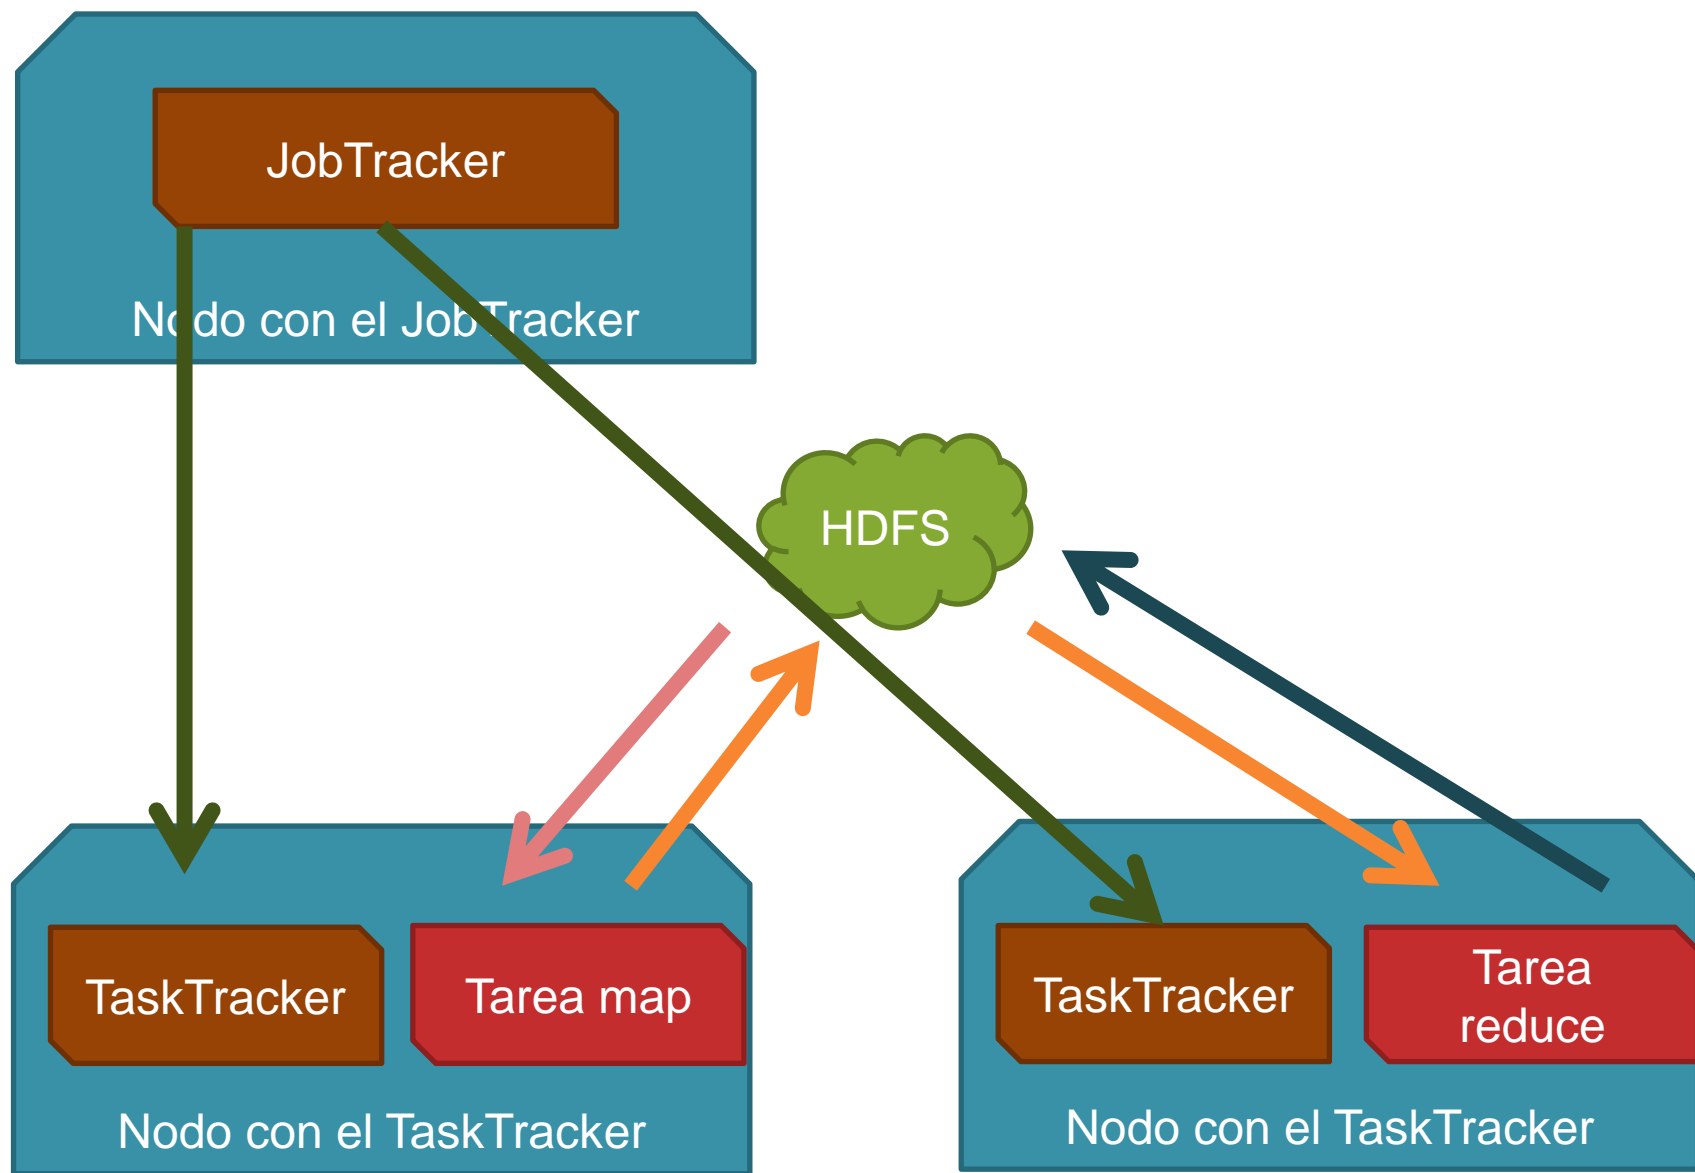 JobTracker
Nodo con el JobTracker
HDFS
TaskTracker
Tarea map
Nodo con el TaskTracker
TaskTracker
Tarea
reduce
Nodo con el TaskTracker